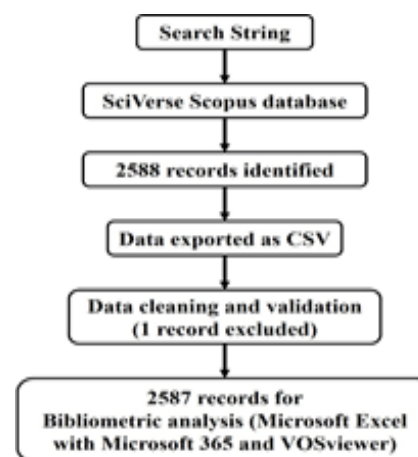 Search String
SciVerse Scopus database
2588 records identified
Data exported as CSV
Data cleaning and validation
(1 record excluded)
2587 records for
Bibliometric analysis (Microsoft Excel
with Microsoft 365 and VOSviewer)